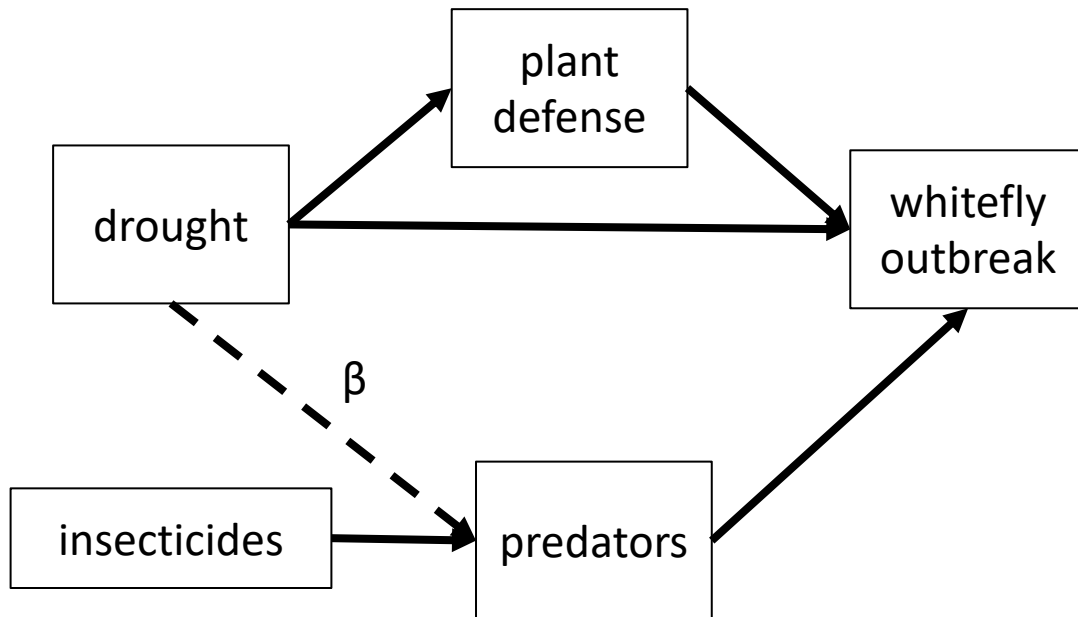 plant
defense
drought
whitefly
outbreak
β
insecticides
predators